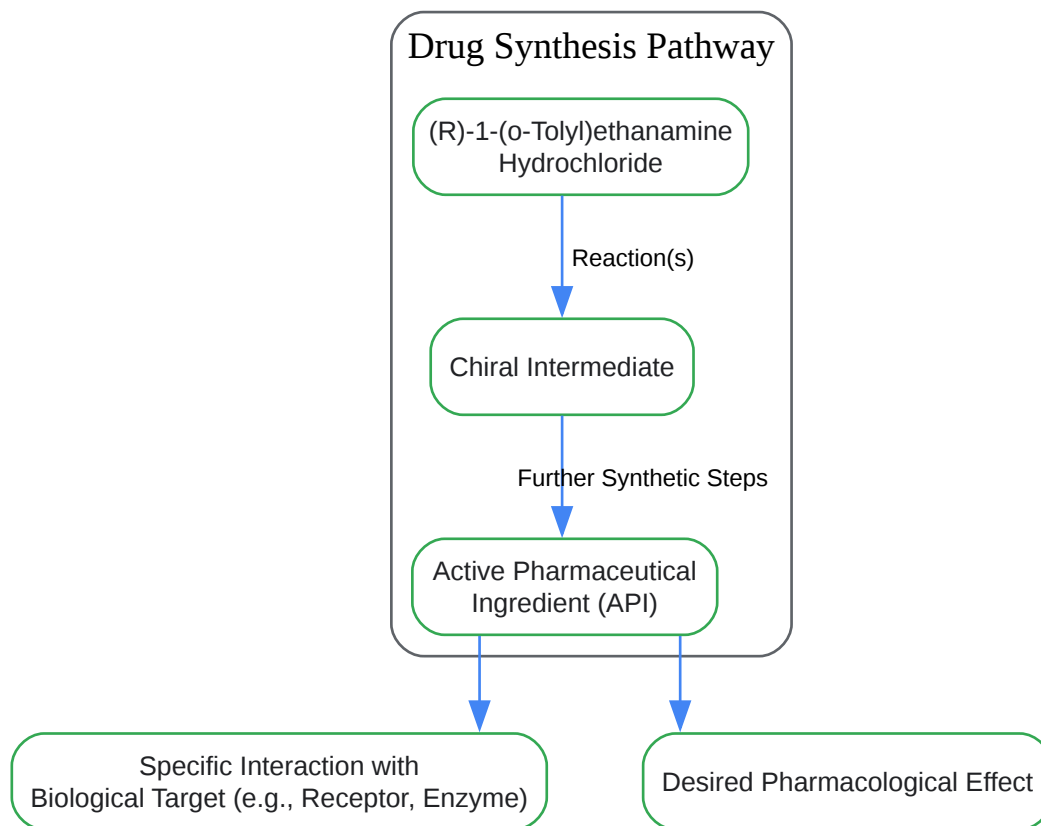 Drug Synthesis Pathway
(R)-1-(o-Tolyl)ethanamine
Hydrochloride
Reaction(s)
Chiral Intermediate
Further Synthetic Steps
Active Pharmaceutical
Ingredient (API)
Specific Interaction with
Biological Target (e.g., Receptor, Enzyme)
Desired Pharmacological Effect